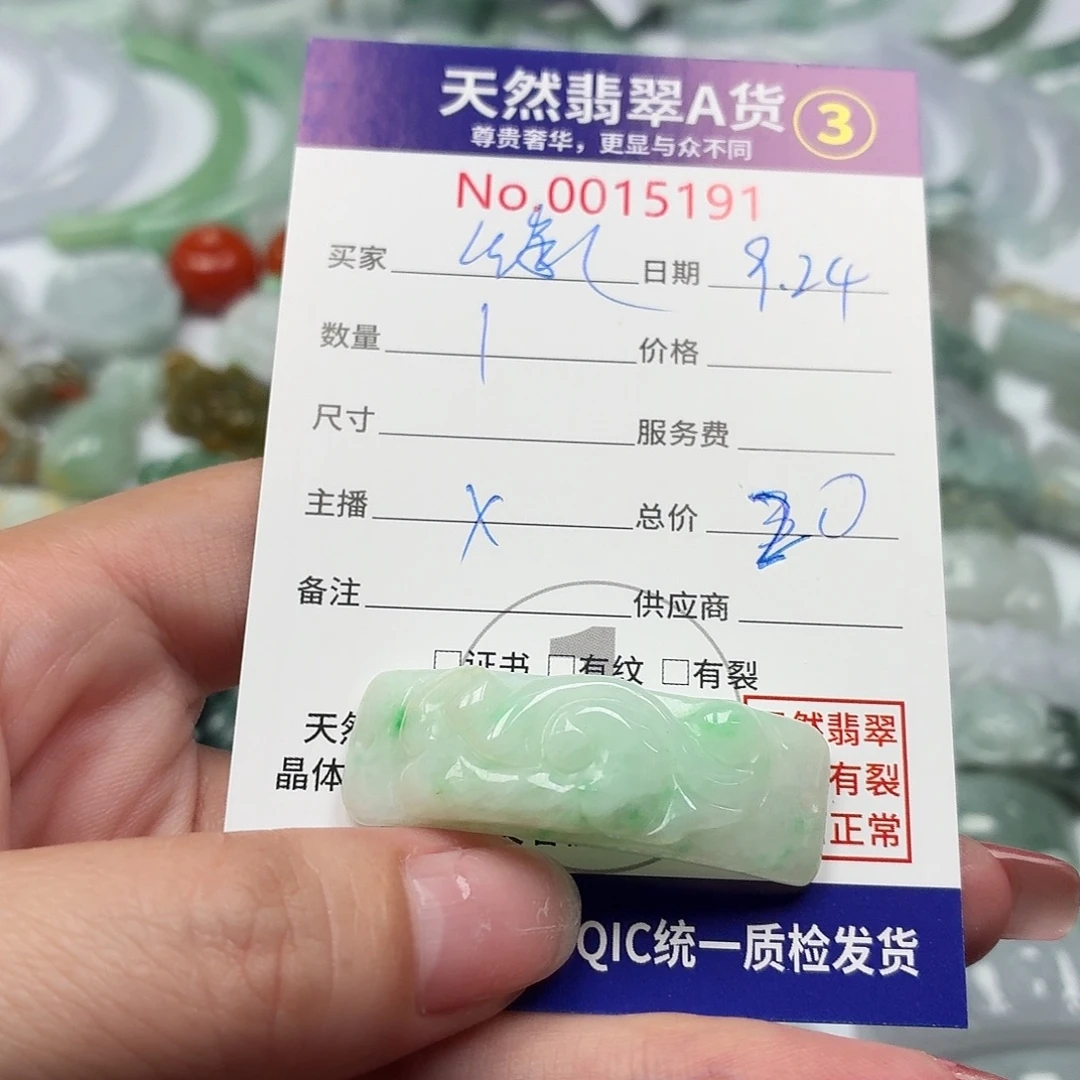 天然翡翠A货 3
尊贵奢华，更显与众不同
No.0015191
买家 日期 9.24
数量 1 价格
尺寸 服务费
主播 X 总价
备注 供应商
1
□证书 □有纹 □有裂
天然
晶体
然翡翠
有裂
正常
QIC统一质检发货